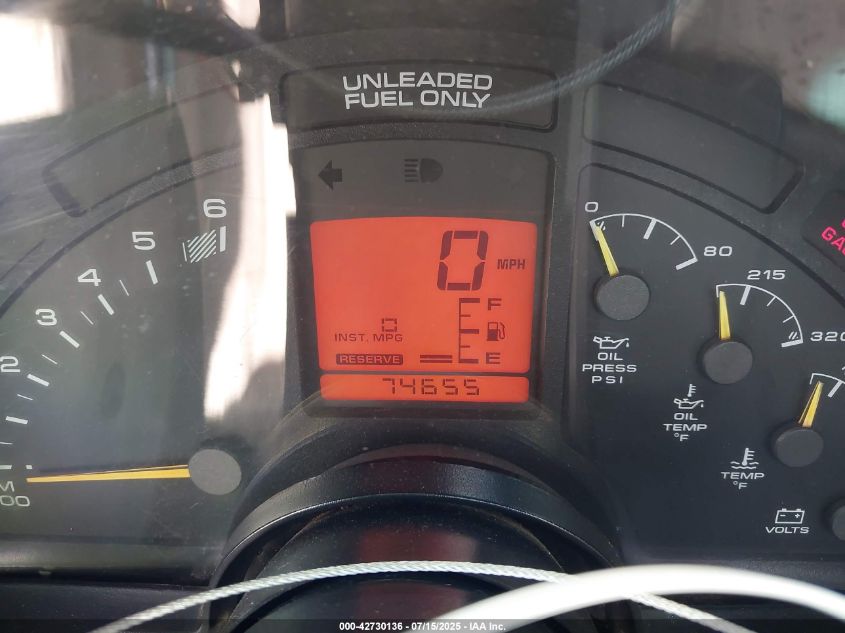 UNLEADED
FUEL ONLY
6
5
4
3
2
0
MPH
F
0
INST. MPG
RESERVE
E
74655
0
80
OIL
PRESS
PSI
215
320
OIL
TEMP
°F
TEMP
°F
VOLTS
000-42730136 - 07/15/2025 - IAA Inc.